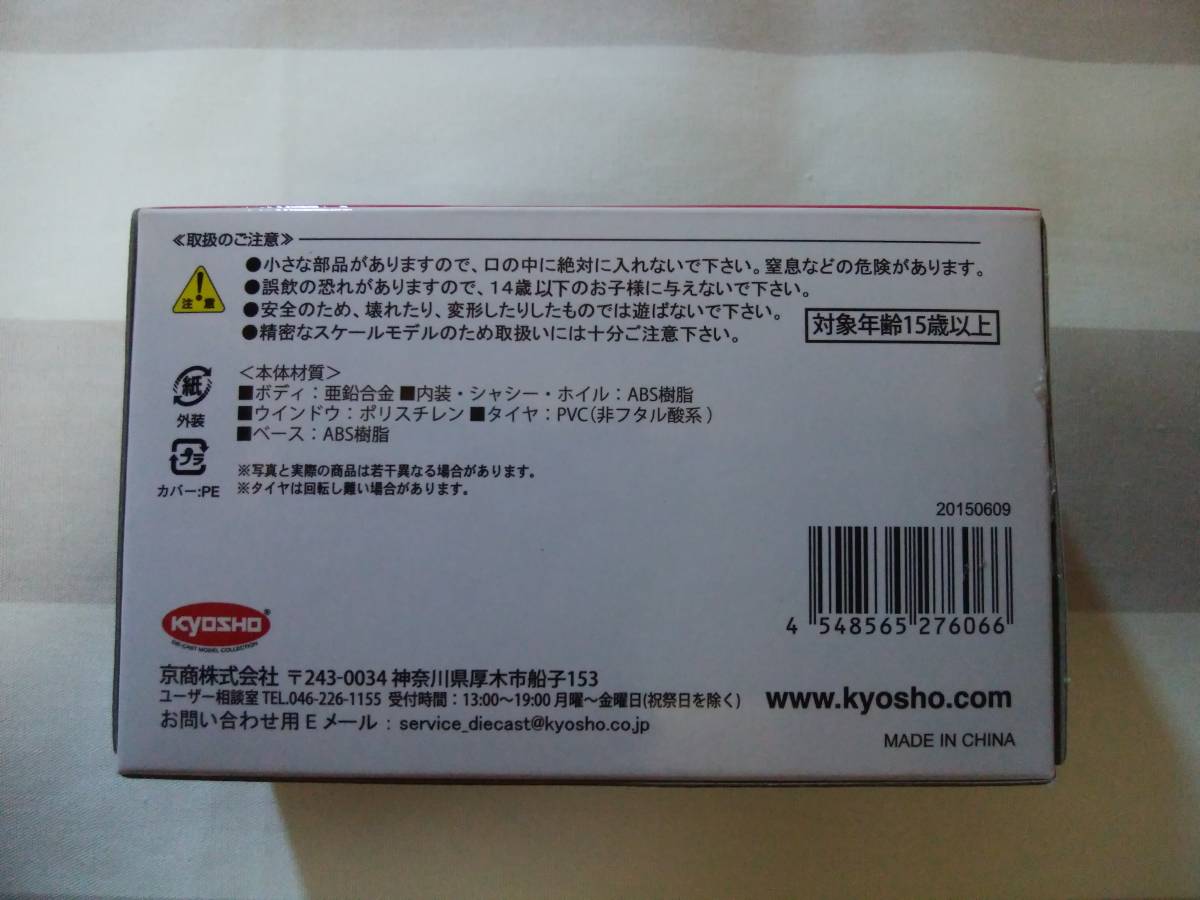 ≪取扱のご注意≫
●小さな部品がありますので、口の中に絶対に入れないで下さい。窒息などの危険があります。
●誤飲の恐れがありますので、14歳以下のお子様に与えないで下さい。
●安全のため、壊れたり、変形したりしたものでは遊ばないで下さい。
●精密なスケールモデルのため取扱いには十分ご注意下さい。
注意
対象年齢15歳以上
紙
外装
プラ
カバー:PE
＜本体材質＞
■ボディ：亜鉛合金 ■内装・シャシー・ホイル：ABS樹脂
■ウインドウ：ポリスチレン ■タイヤ：PVC(非フタル酸系)
■ベース：ABS樹脂
※写真と実際の商品は若干異なる場合があります。
※タイヤは回転し難い場合があります。
20150609
4 548565 276066
KYOSHO®
DIE-CAST MODEL COLLECTION
京商株式会社 〒243-0034 神奈川県厚木市船子153
ユーザー相談室 TEL.046-226-1155 受付時間：13:00～19:00 月曜～金曜日(祝祭日を除く)
お問い合わせ用Eメール：service_diecast@kyosho.co.jp
www.kyosho.com
MADE IN CHINA